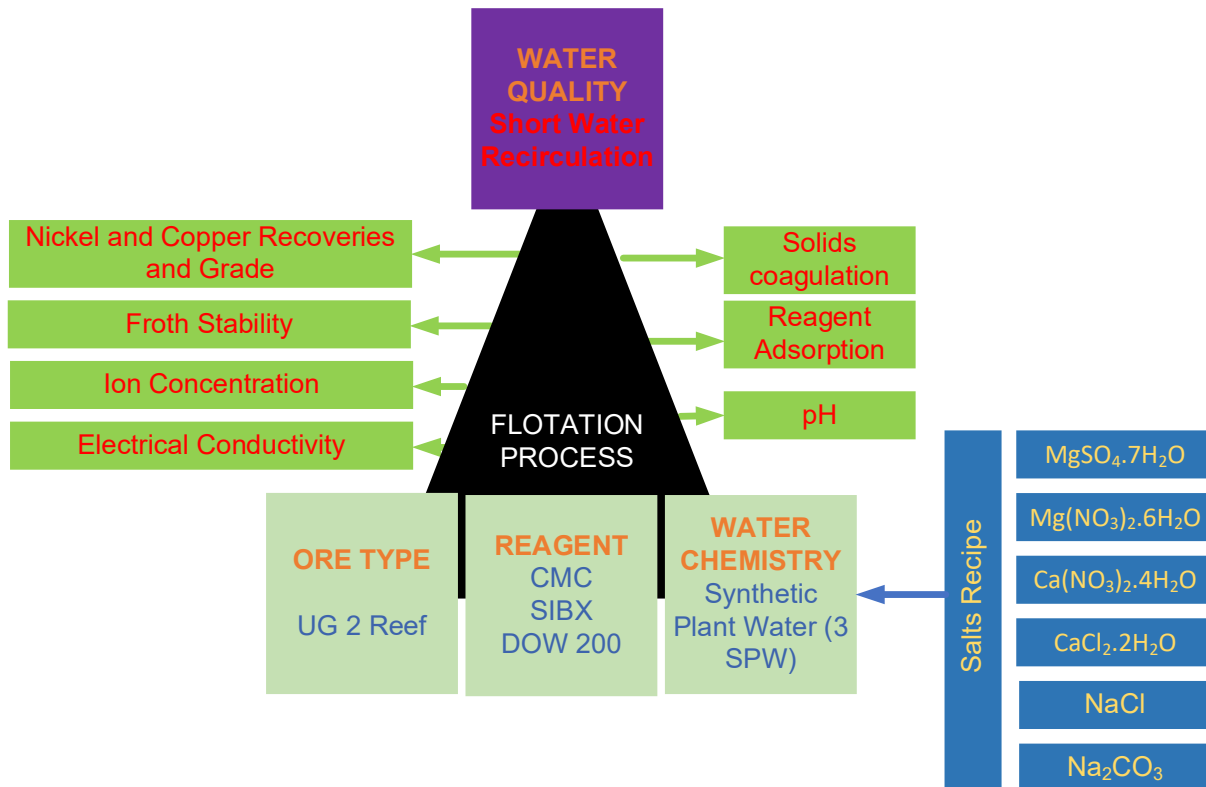 WATER
QUALITY
Short Water
Recirculation
Nickel and Copper Recoveries
and Grade
Froth Stability
Ion Concentration
Electrical Conductivity
Solids
coagulation
Reagent
Adsorption
pH
FLOTATION
PROCESS
ORE TYPE
UG 2 Reef
REAGENT
CMC
SIBX
DOW 200
WATER
CHEMISTRY
Synthetic
Plant Water (3
SPW)
Salts Recipe
MgSO₄.7H₂O
Mg(NO₃)₂.6H₂O
Ca(NO₃)₂.4H₂O
CaCl₂.2H₂O
NaCl
Na₂CO₃